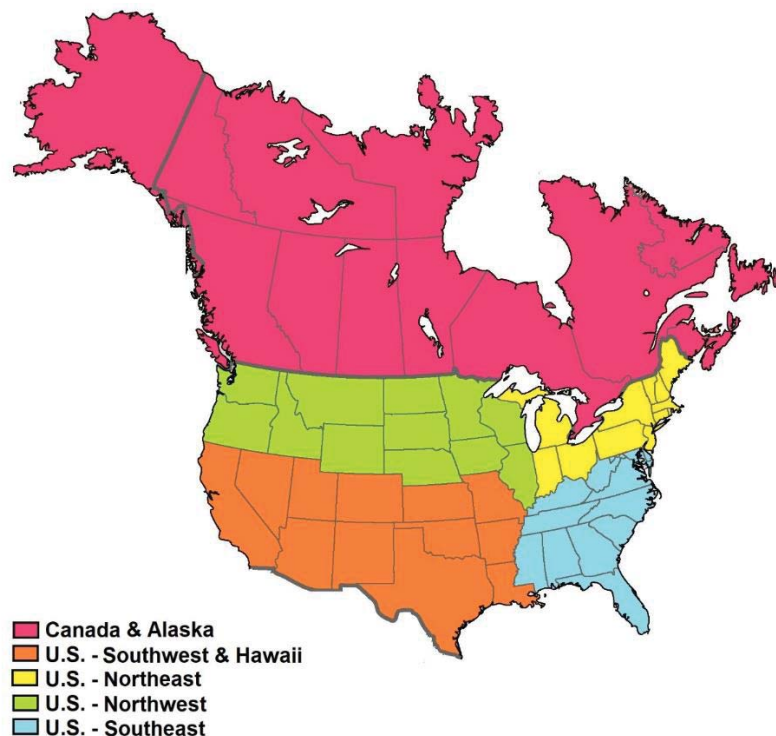 Canada & Alaska
U.S. - Southwest & Hawaii
U.S. - Northeast
U.S. - Northwest
U.S. - Southeast